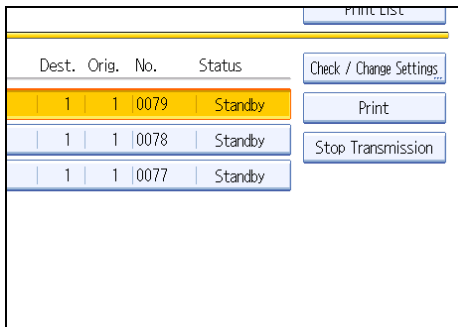 Print List
Dest. Orig. No. Status
Check / Change Settings
1 1 0079 Standby
Print
1 1 0078 Standby
Stop Transmission
1 1 0077 Standby